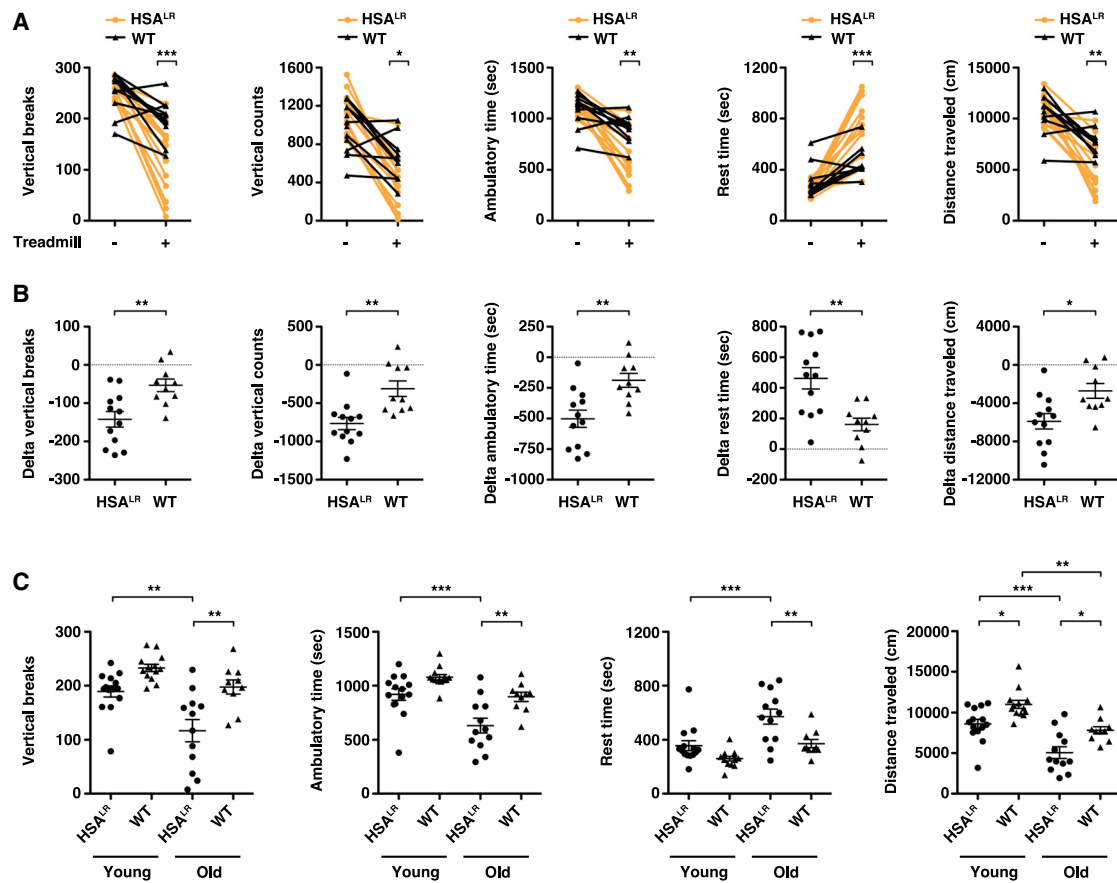 A
HSA^LR HSA^LR HSA^LR HSA^LR HSA^LR
WT WT WT WT WT
*** * ** *** **
Vertical breaks
300
200
100
0
Vertical counts
1600
1200
800
400
0
Ambulatory time (sec)
1500
1000
500
0
Rest time (sec)
1200
800
400
0
Distance traveled (cm)
15000
10000
5000
0
Treadmill - + - + - + - + - +
B
** ** ** ** *
Delta vertical breaks
100
0
-100
-200
-300
HSA^LR WT
Delta vertical counts
500
0
-500
-1000
-1500
HSA^LR WT
Delta ambulatory time (sec)
250
0
-250
-500
-750
-1000
HSA^LR WT
Delta rest time (sec)
800
600
400
200
0
-200
HSA^LR WT
Delta distance traveled (cm)
4000
0
-4000
-8000
-12000
HSA^LR WT
C
** **
Vertical breaks
300
200
100
0
HSA^LR WT HSA^LR WT
Young Old
*** **
Ambulatory time (sec)
1500
1000
500
0
HSA^LR WT HSA^LR WT
Young Old
*** **
Rest time (sec)
1200
800
400
0
HSA^LR WT HSA^LR WT
Young Old
**
***
* *
Distance traveled (cm)
20000
15000
10000
5000
0
HSA^LR WT HSA^LR WT
Young Old